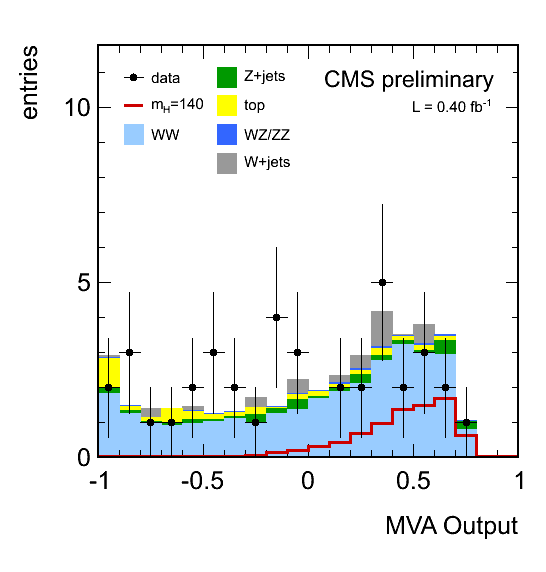 entries
CMS preliminary
L = 0.40 fb⁻¹
data
m_H=140
WW
Z+jets
top
WZ/ZZ
W+jets
10
5
0
-1
-0.5
0
0.5
1
MVA Output